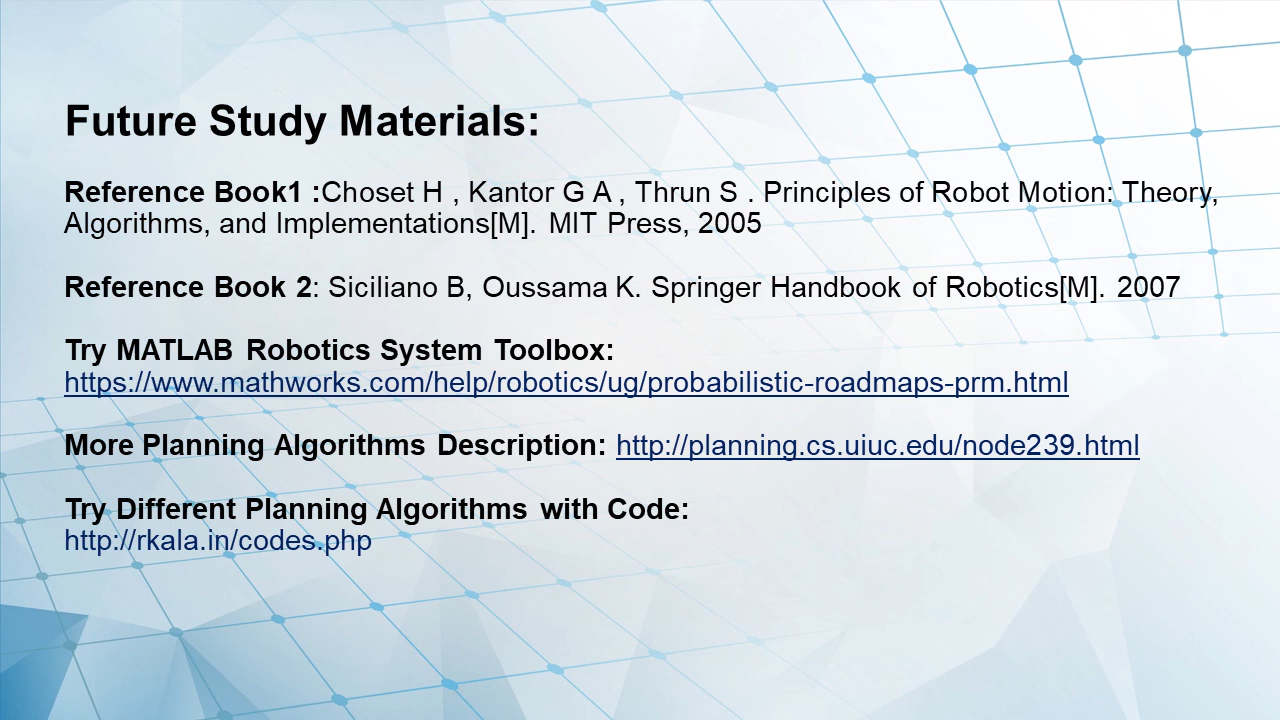 Future Study Materials:
Reference Book1 :Choset H , Kantor G A , Thrun S . Principles of Robot Motion: Theory,
Algorithms, and Implementations[M]. MIT Press, 2005
Reference Book 2: Siciliano B, Oussama K. Springer Handbook of Robotics[M]. 2007
Try MATLAB Robotics System Toolbox:
https://www.mathworks.com/help/robotics/ug/probabilistic-roadmaps-prm.html
More Planning Algorithms Description: http://planning.cs.uiuc.edu/node239.html
Try Different Planning Algorithms with Code:
http://rkala.in/codes.php